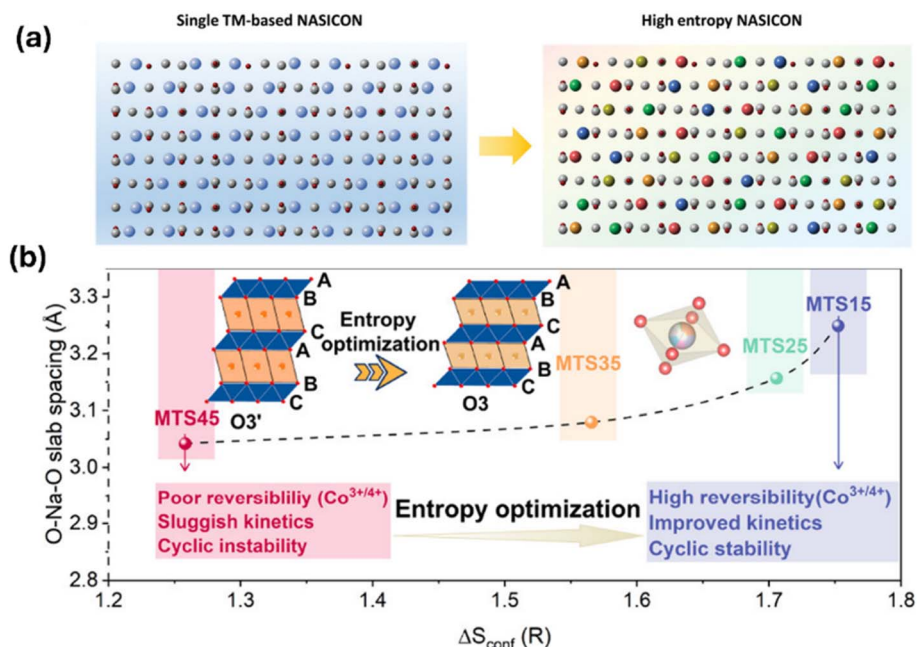 (a)
Single TM-based NASICON
High entropy NASICON
(b)
O-Na-O slab spacing (Å)
3.3
3.2
3.1
3.0
2.9
2.8
A
B
C
A
B
C
O3'
Entropy
optimization
A
B
C
A
B
C
O3
MTS45
MTS35
MTS25
MTS15
Poor reversibliliy (Co3+/4+)
Sluggish kinetics
Cyclic instability
Entropy optimization
High reversibility(Co3+/4+)
Improved kinetics
Cyclic stability
1.2
1.3
1.4
1.5
1.6
1.7
1.8
ΔSconf (R)